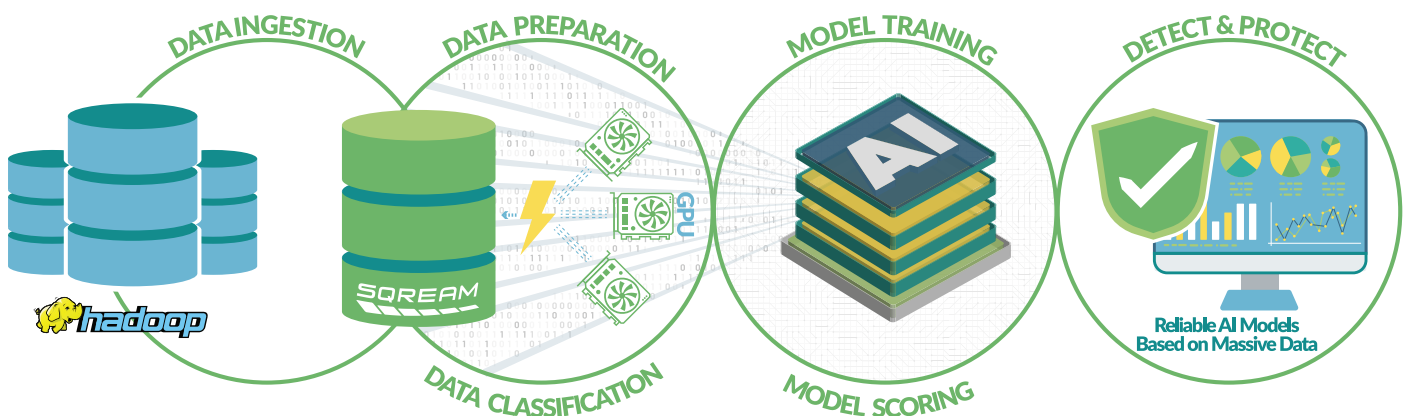 DATA INGESTION
DATA PREPARATION
MODEL TRAINING
DETECT & PROTECT
hadoop
SQREAM
GPU
AI
Reliable AI Models
Based on Massive Data
DATA CLASSIFICATION
MODEL SCORING